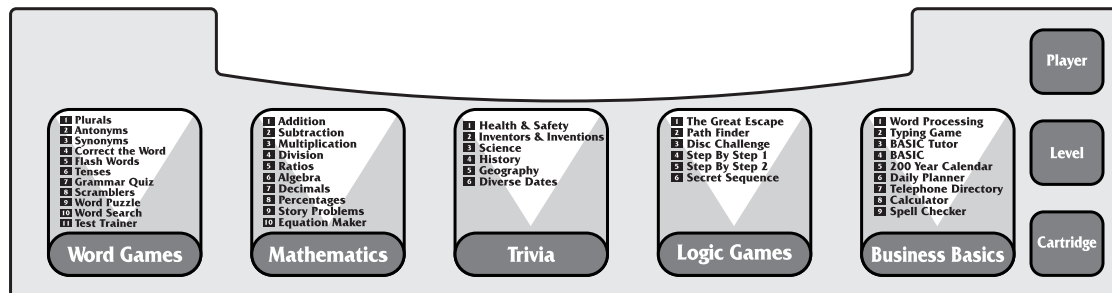 1 Plurals
2 Antonyms
3 Synonyms
4 Correct the Word
5 Flash Words
6 Tenses
7 Grammar Quiz
8 Scramblers
9 Word Puzzle
10 Word Search
11 Test Trainer
Word Games
1 Addition
2 Subtraction
3 Multiplication
4 Division
5 Ratios
6 Algebra
7 Decimals
8 Percentages
9 Story Problems
10 Equation Maker
Mathematics
1 Health & Safety
2 Inventors & Inventions
3 Science
4 History
5 Geography
6 Diverse Dates
Trivia
1 The Great Escape
2 Path Finder
3 Disc Challenge
4 Step By Step 1
5 Step By Step 2
6 Secret Sequence
Logic Games
1 Word Processing
2 Typing Game
3 BASIC Tutor
4 BASIC
5 200 Year Calendar
6 Daily Planner
7 Telephone Directory
8 Calculator
9 Spell Checker
Business Basics
Player
Level
Cartridge